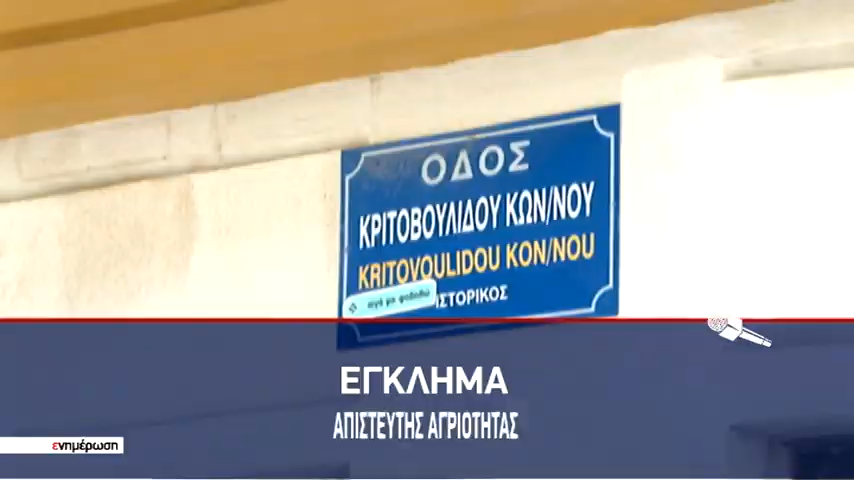 ΟΔΟΣ
ΚΡΙΤΟΒΟΥΛΙΔΟΥ ΚΩΝ/ΝΟΥ
KRITOVOULIDOU KON/NOU
ΙΣΤΟΡΙΚΟΣ
ΕΓΚΛΗΜΑ
ΑΠΙΣΤΕΥΤΗΣ ΑΓΡΙΟΤΗΤΑΣ
ενημέρωση